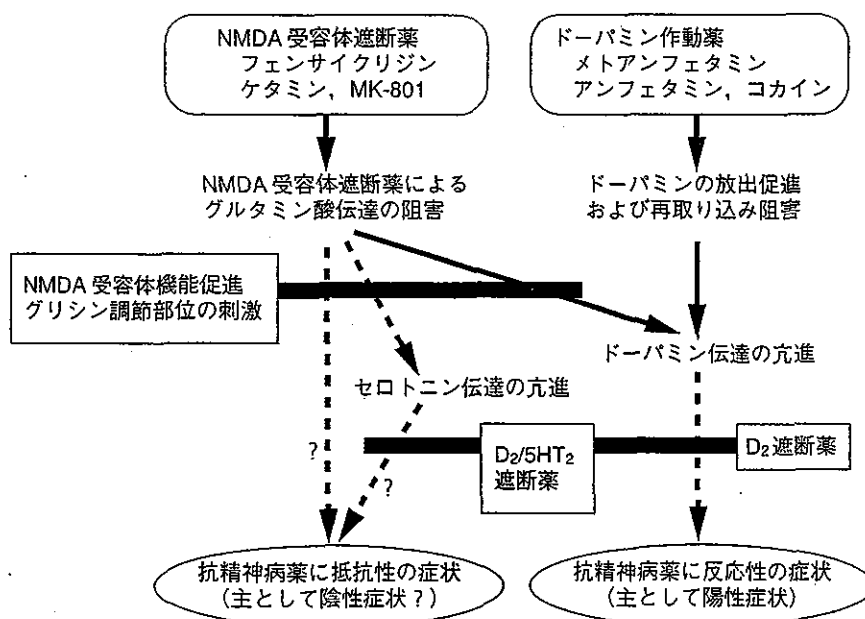 NMDA 受容体遮断薬
フェンサイクリジン
ケタミン, MK-801
ドーパミン作動薬
メトアンフェタミン
アンフェタミン, コカイン
NMDA 受容体遮断薬による
グルタミン酸伝達の阻害
ドーパミンの放出促進
および再取り込み阻害
NMDA 受容体機能促進
グリシン調節部位の刺激
ドーパミン伝達の亢進
セロトニン伝達の亢進
D₂/5HT₂
遮断薬
D₂遮断薬
?
?
抗精神病薬に抵抗性の症状
(主として陰性症状?)
抗精神病薬に反応性の症状
(主として陽性症状)